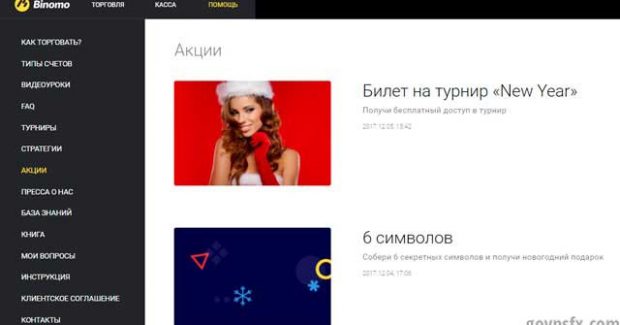 Binomo
ТОРГОВЛЯ
КАССА
ПОМОЩЬ
КАК ТОРГОВАТЬ?
ТИПЫ СЧЕТОВ
ВИДЕОУРОКИ
FAQ
ТУРНИРЫ
СТРАТЕГИИ
АКЦИИ
ПРЕССА О НАС
БАЗА ЗНАНИЙ
КНИГА
МОИ ВОПРОСЫ
ИНСТРУКЦИЯ
КЛИЕНТСКОЕ СОГЛАШЕНИЕ
КОНТАКТЫ
Акции
Билет на турнир «New Year»
Получи бесплатный доступ в турнир
2017.12.05, 13:42
6 символов
Собери 6 секретных символов и получи новогодний подарок
2017.12.04, 17:06
govnsfx.com